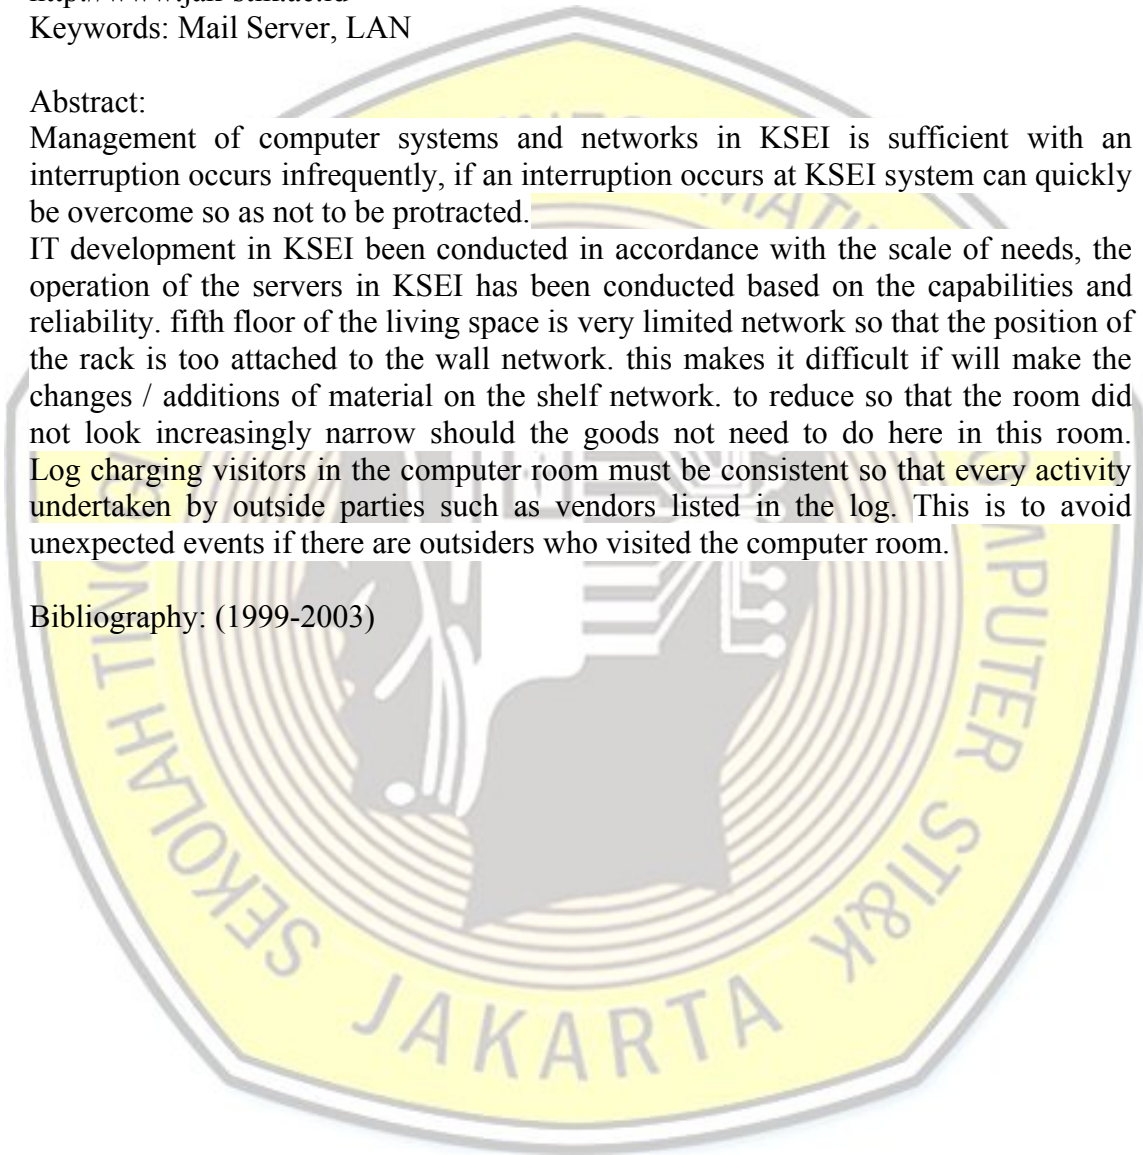 Keywords: Mail Server, LAN
Abstract:
Management of computer systems and networks in KSEI is sufficient with an
interruption occurs infrequently, if an interruption occurs at KSEI system can quickly
be overcome so as not to be protracted.
IT development in KSEI been conducted in accordance with the scale of needs, the
operation of the servers in KSEI has been conducted based on the capabilities and
reliability. fifth floor of the living space is very limited network so that the position of
the rack is too attached to the wall network. this makes it difficult if will make the
changes / additions of material on the shelf network. to reduce so that the room did
not look increasingly narrow should the goods not need to do here in this room.
Log charging visitors in the computer room must be consistent so that every activity
undertaken by outside parties such as vendors listed in the log. This is to avoid
unexpected events if there are outsiders who visited the computer room.
Bibliography: (1999-2003)
SEKOLAH TINGGI
JAKARTA
STI&K